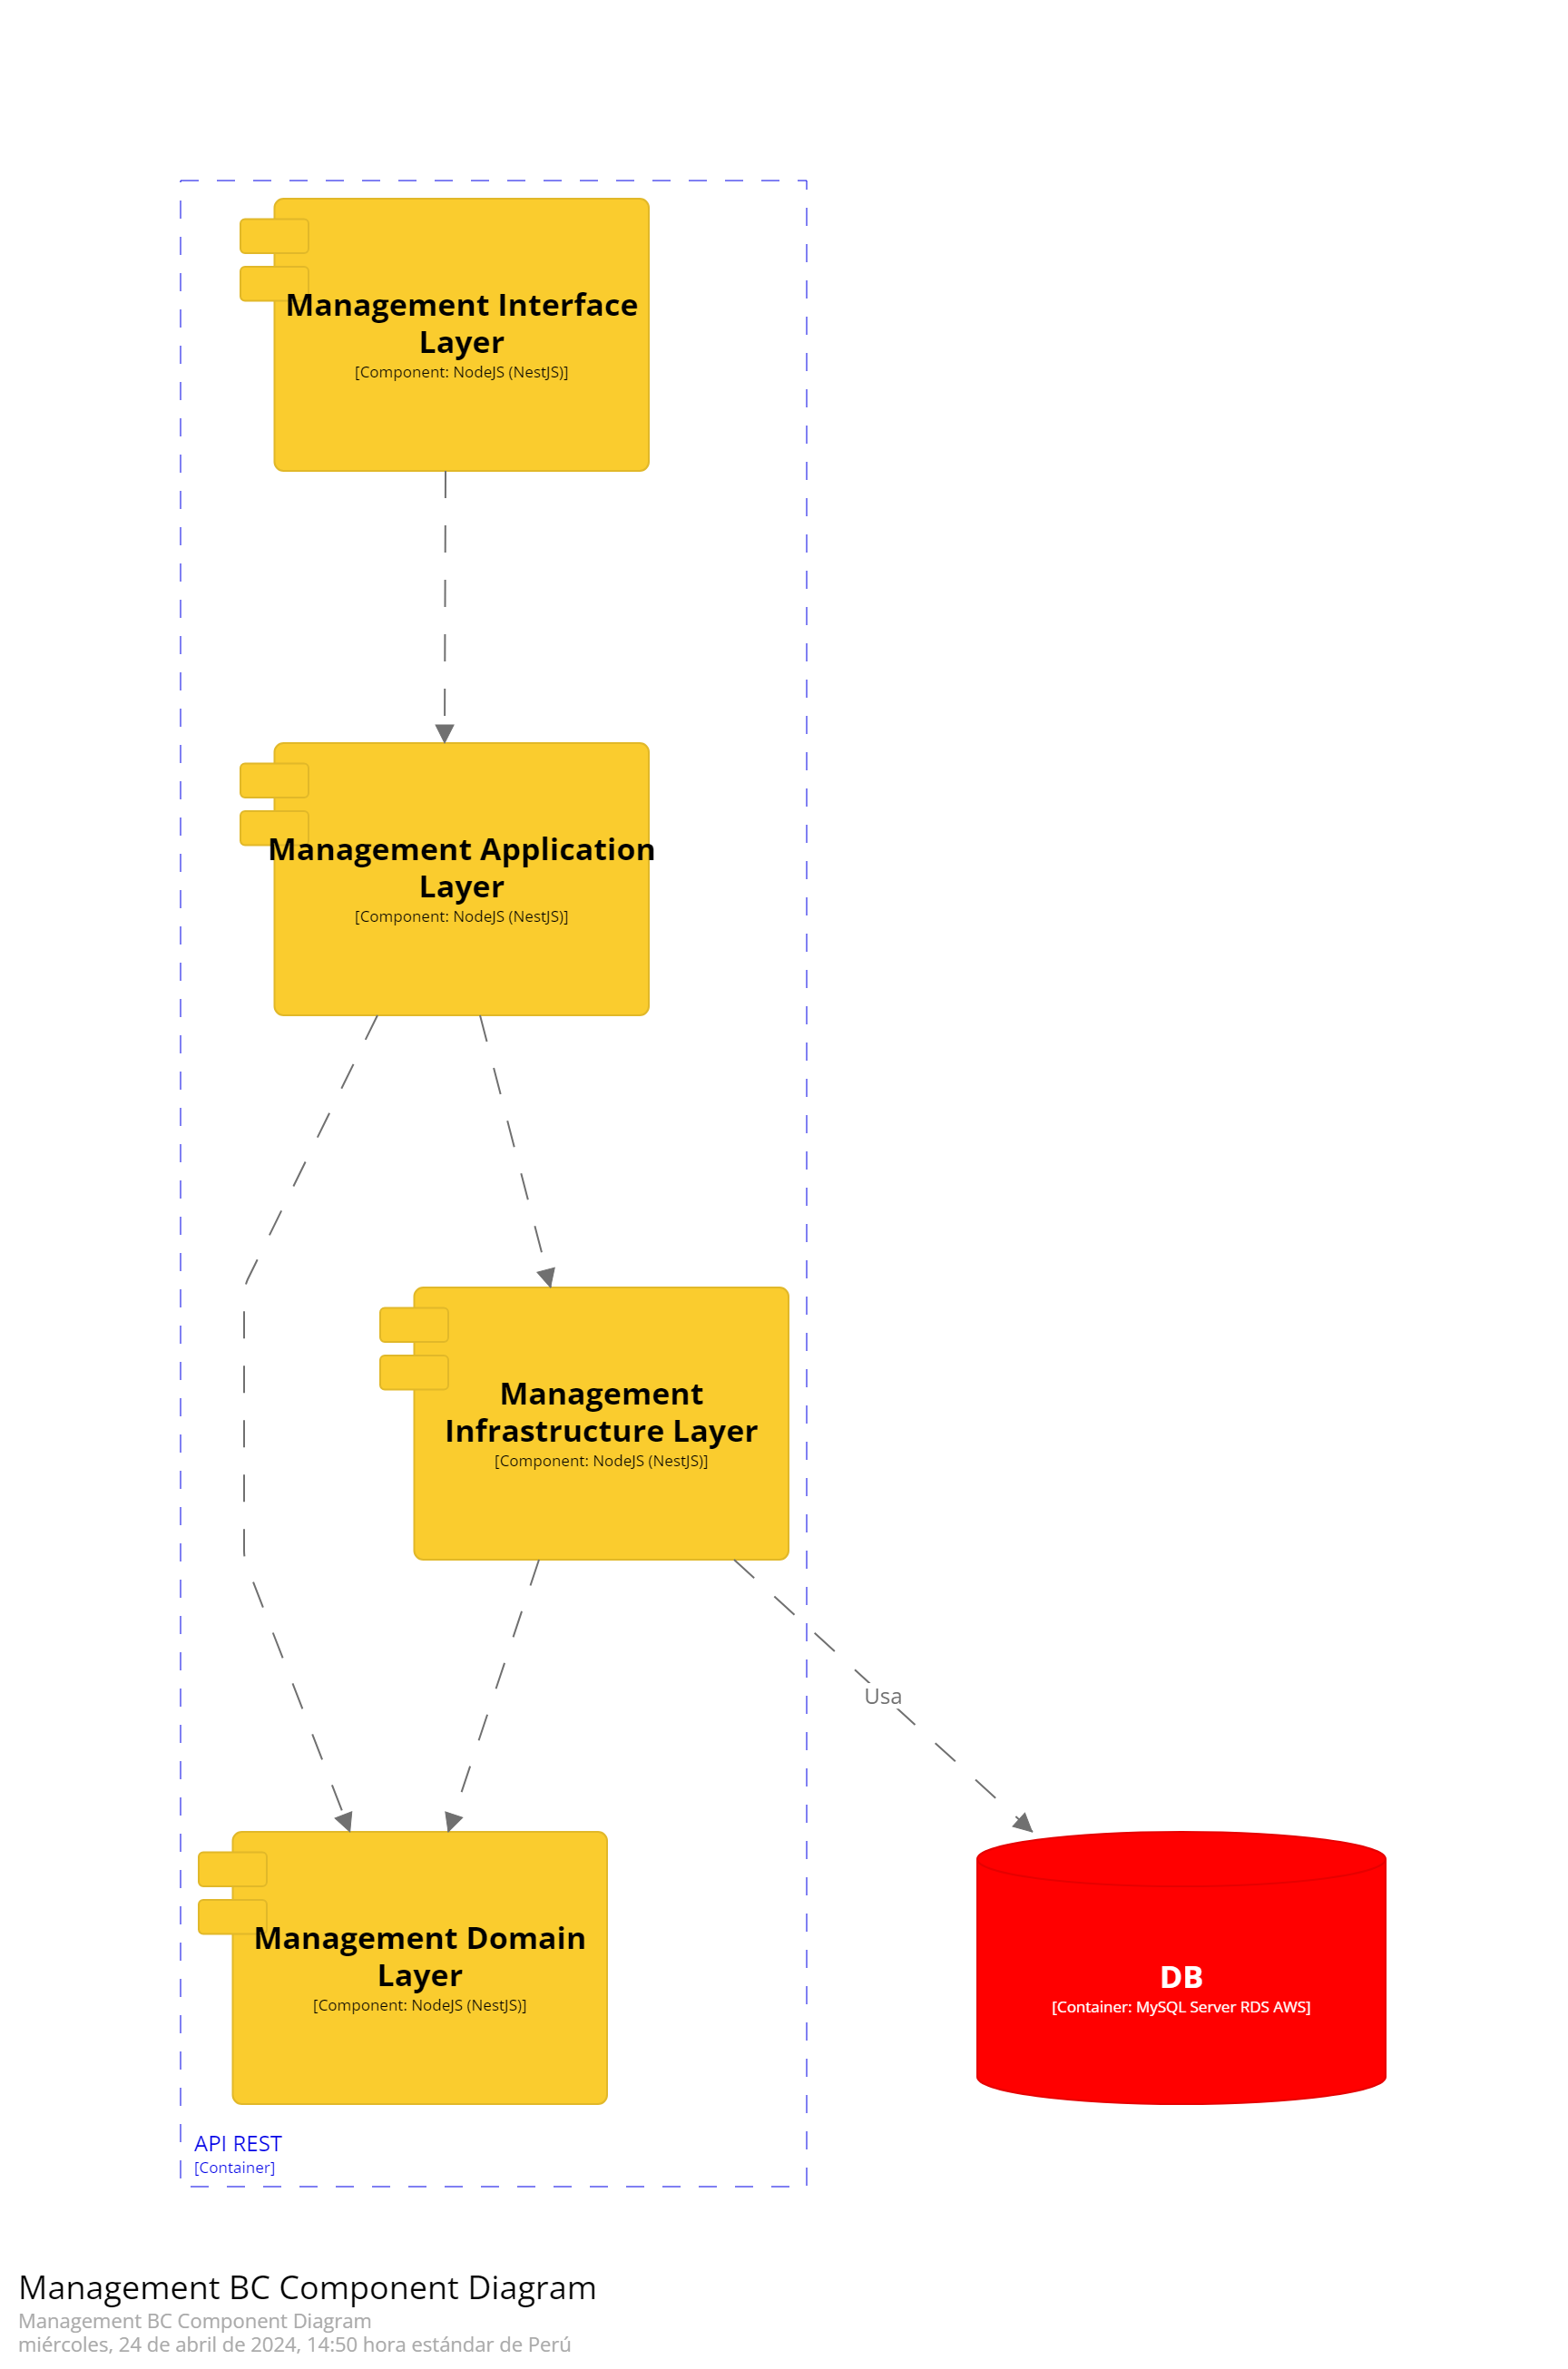 Management Interface
Layer
[Component: NodeJS (NestJS)]
Management Application
Layer
[Component: NodeJS (NestJS)]
Management
Infrastructure Layer
[Component: NodeJS (NestJS)]
Usa
Management Domain
Layer
[Component: NodeJS (NestJS)]
DB
[Container: MySQL Server RDS AWS]
API REST
[Container]
Management BC Component Diagram
Management BC Component Diagram
miércoles, 24 de abril de 2024, 14:50 hora estándar de Perú